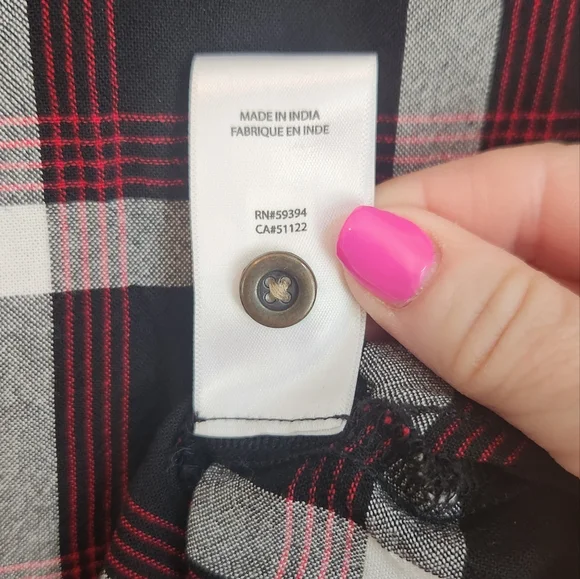 MADE IN INDIA
FABRIQUE EN INDE
RN#59394
CA#51122